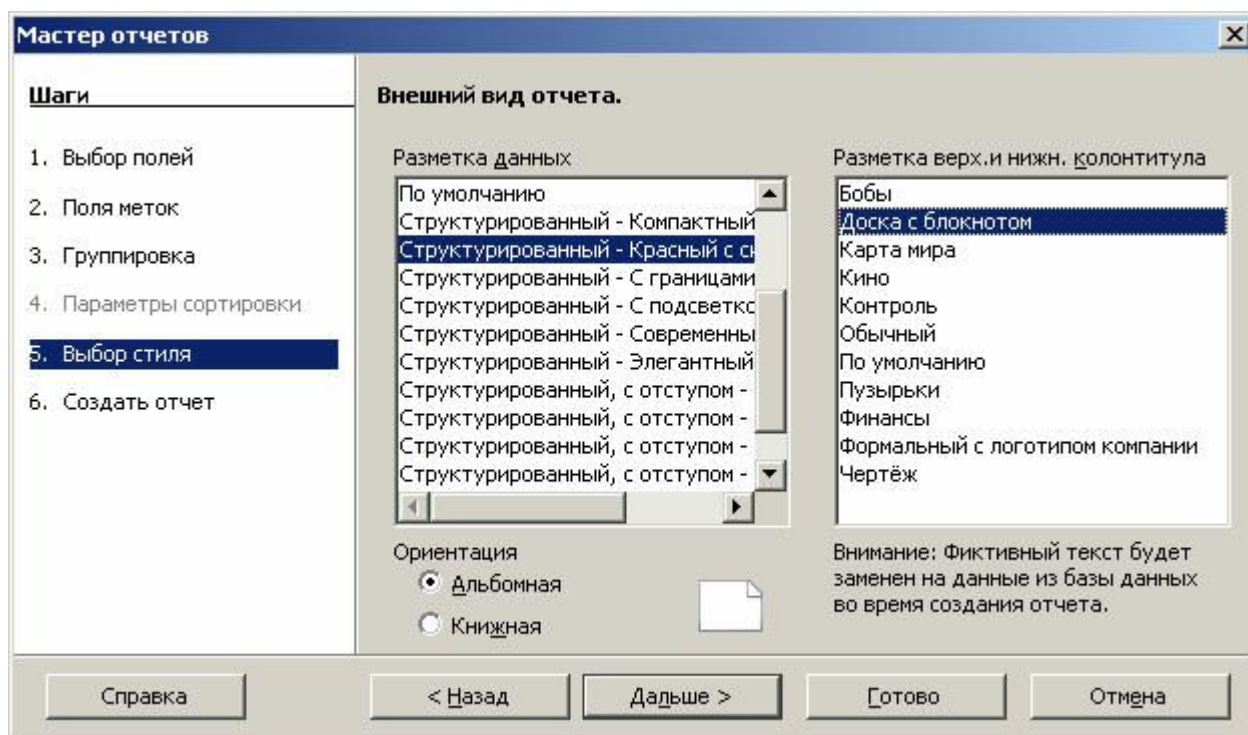 Мастер отчетов
Шаги
1. Выбор полей
2. Поля меток
3. Группировка
4. Параметры сортировки
5. Выбор стиля
6. Создать отчет
Внешний вид отчета.
Разметка данных
По умолчанию
Структурированный - Компактный
Структурированный - Красный с
Структурированный - С границами
Структурированный - С подсветко
Структурированный - Современны
Структурированный - Элегантный
Структурированный, с отступом -
Структурированный, с отступом -
Структурированный, с отступом -
Структурированный, с отступом -
Разметка верх.и нижн. колонтитула
Бобы
Доска с блокнотом
Карта мира
Кино
Контроль
Обычный
По умолчанию
Пузырьки
Финансы
Формальный с логотипом компании
Чертёж
Ориентация
Альбомная
Книжная
Внимание: Фиктивный текст будет
заменен на данные из базы данных
во время создания отчета.
Справка
< Назад
Дальше >
Готово
Отмена